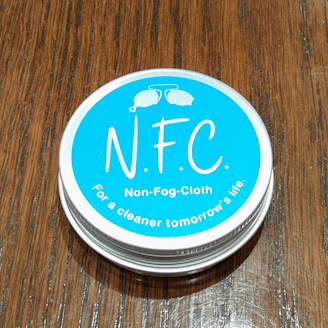 N.F.C.
Non-Fog-Cloth
For a cleaner tomorrow's life.